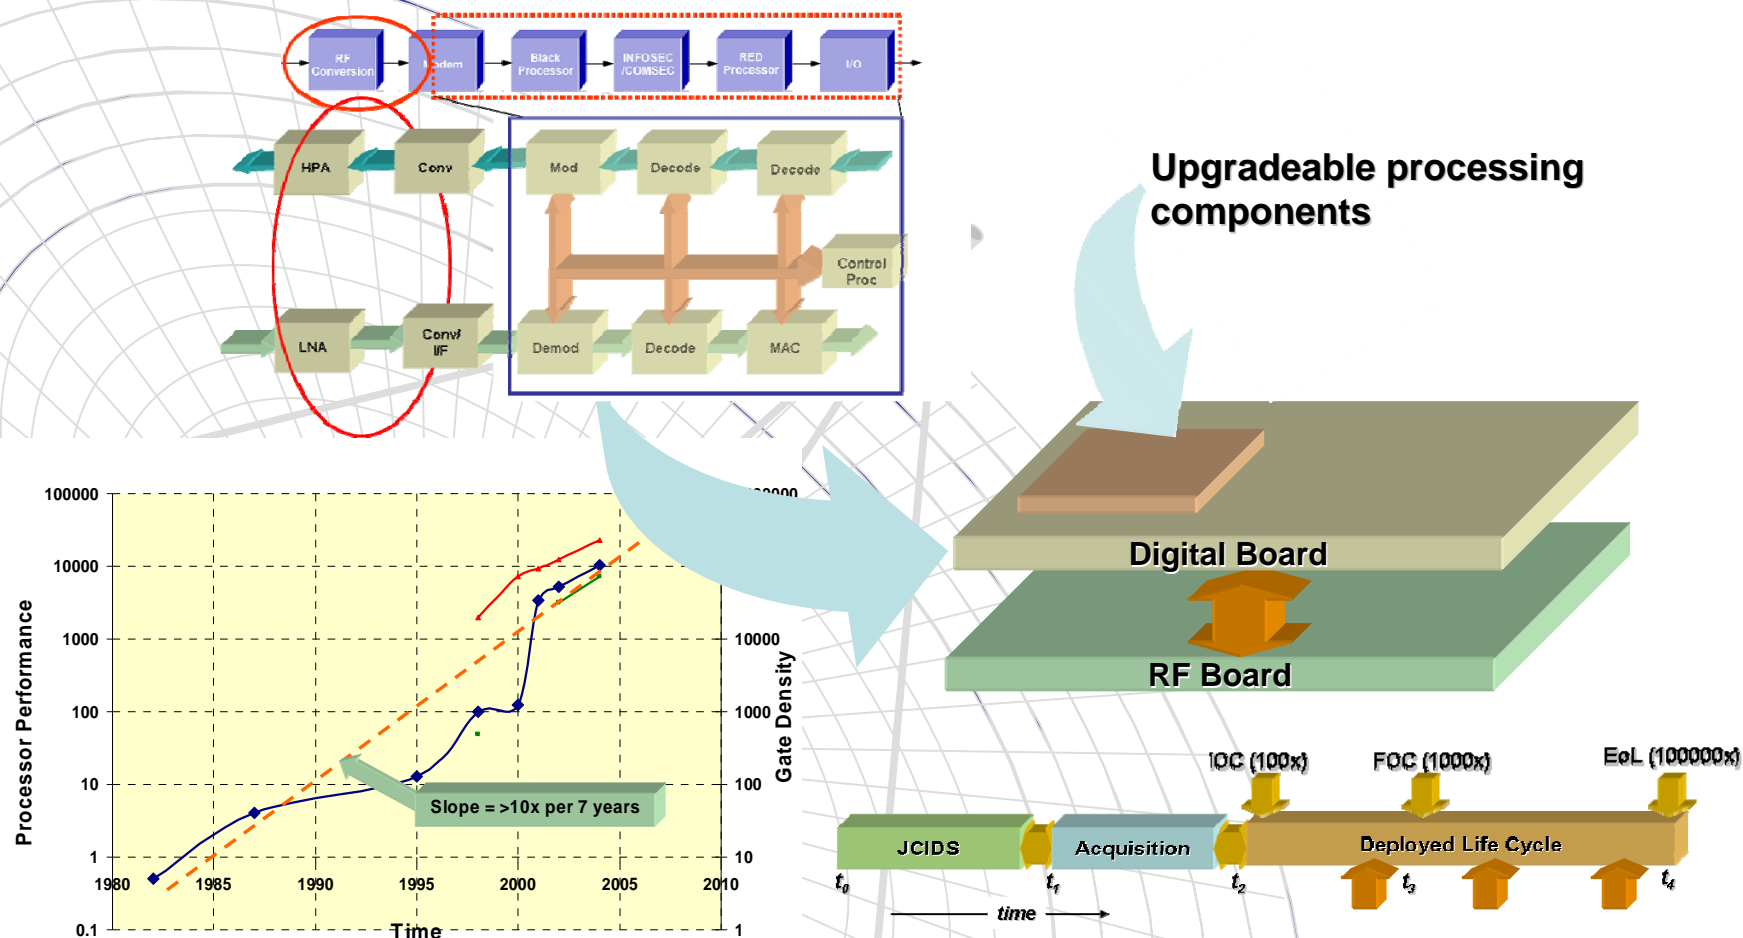 RF
Conversion
Modem
Black
Processor
INFOSEC
/COMSEC
RED
Processor
I/O
HPA
Conv
Mod
Decode
Decode
Control
Proc
LNA
Conv/
I/F
Demod
Decode
MAC
Upgradeable processing
components
Digital Board
RF Board
100000
10000
1000
100
10
1
0.1
Processor Performance
1980
1985
1990
1995
2000
2005
2010
Time
10000
1000
100
10
1
Gate Density
Slope = >10x per 7 years
IOC (100x)
FOC (1000x)
EoL (100000x)
JCIDS
Acquisition
Deployed Life Cycle
t0
t1
t2
t3
t4
time